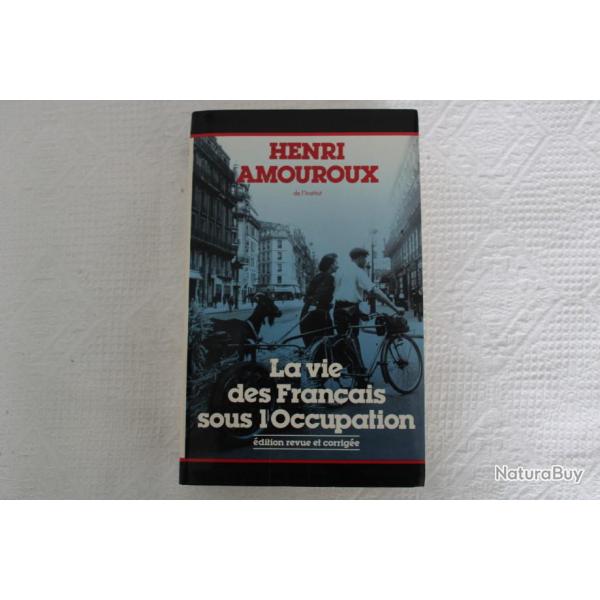 HENRI
AMOUROUX
de l'Institut
La vie
des Français
sous l'Occupation
édition revue et corrigée
NaturaBuy